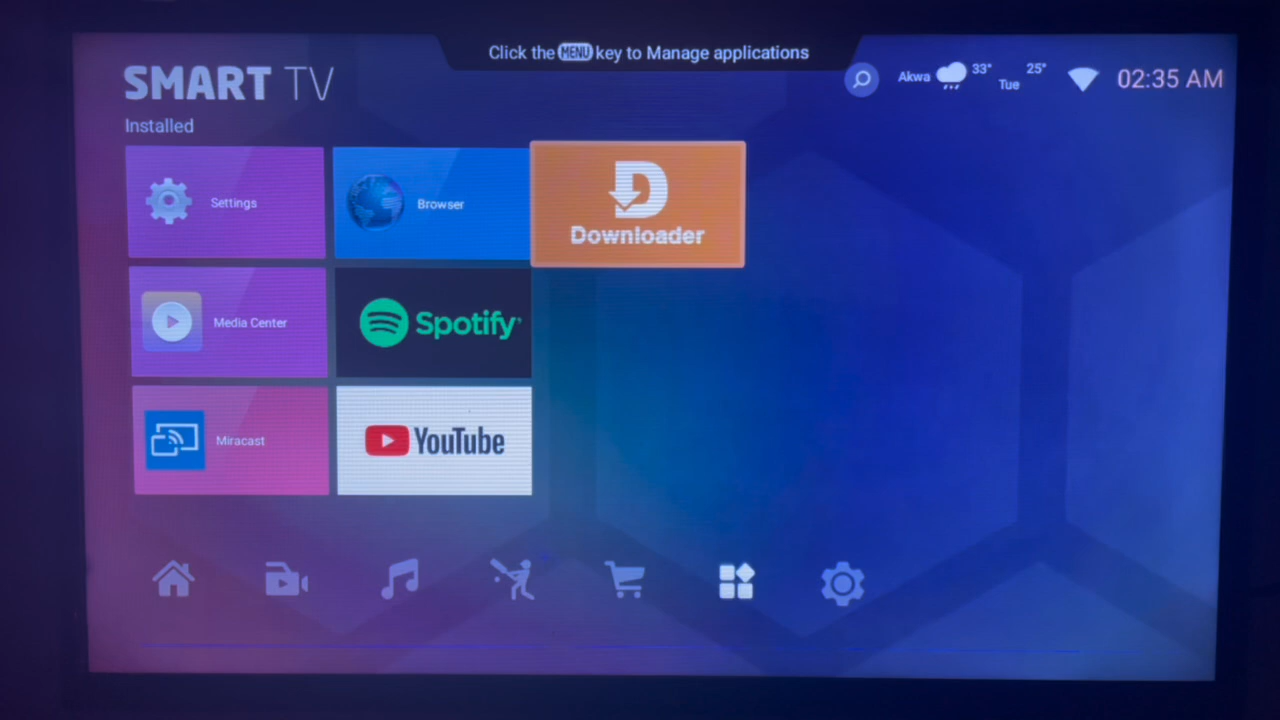 Click the MENU key to Manage applications
SMART TV
Akwa 33° Tue 25° 02:35 AM
Installed
Settings
Browser
Downloader
Media Center
Spotify
Miracast
YouTube